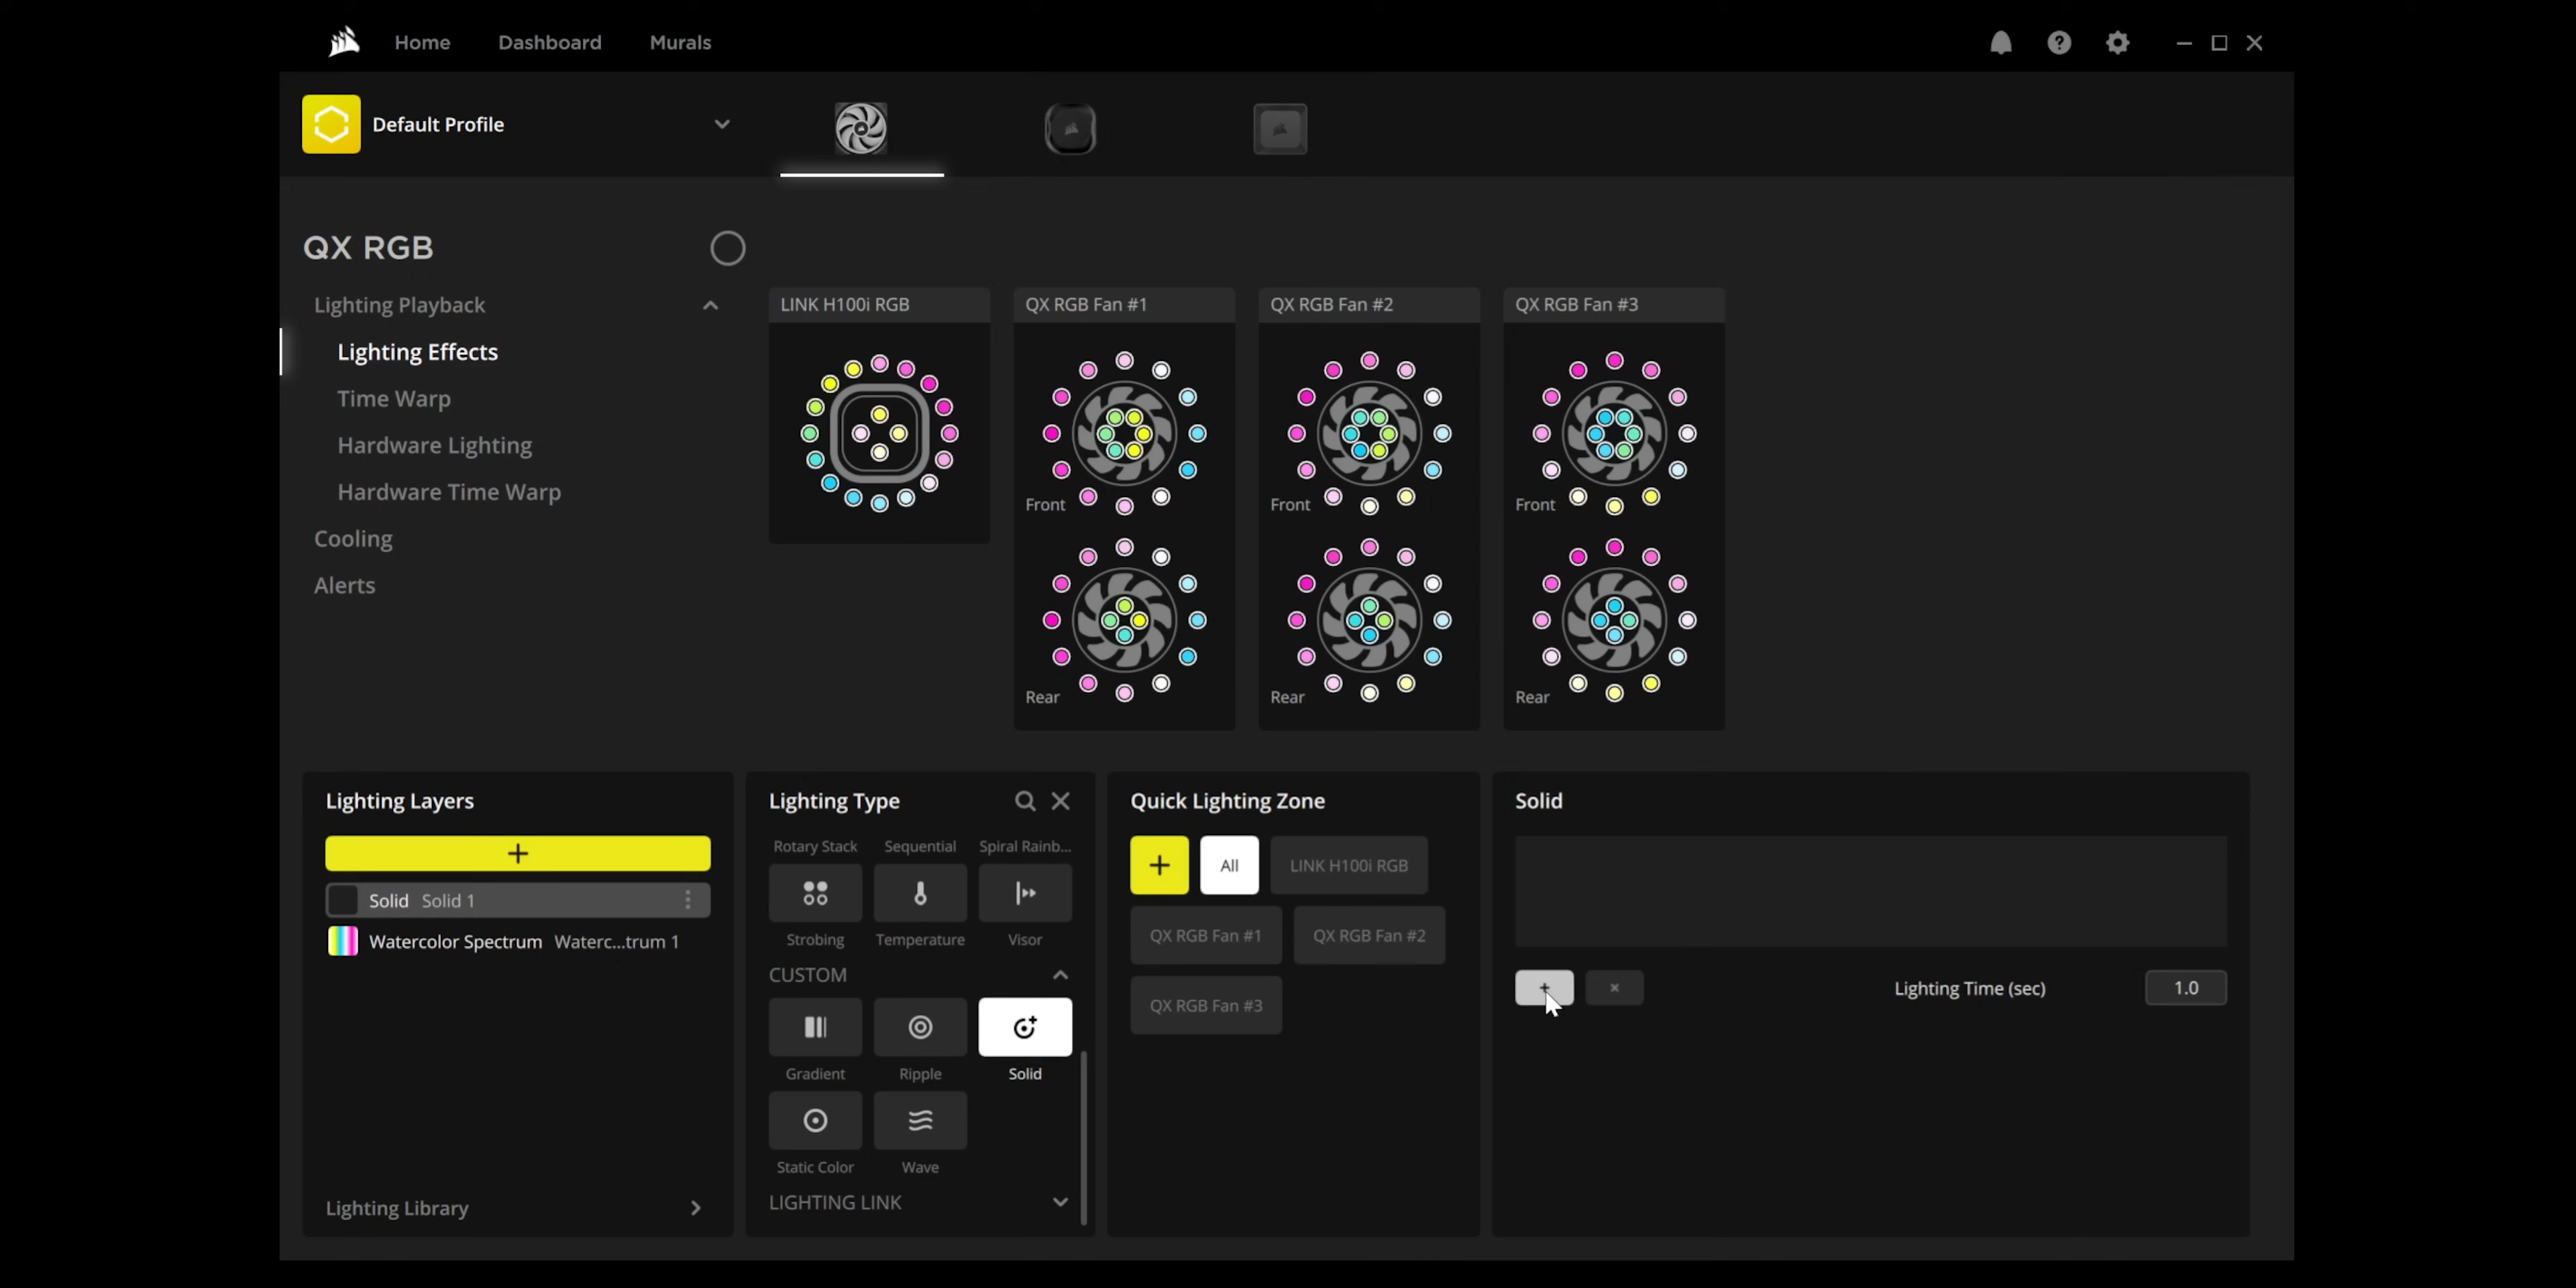 Home Dashboard Murals
Default Profile
QX RGB
Lighting Playback
Lighting Effects
Time Warp
Hardware Lighting
Hardware Time Warp
Cooling
Alerts
LINK H100i RGB
QX RGB Fan #1
Front
Rear
QX RGB Fan #2
Front
Rear
QX RGB Fan #3
Front
Rear
Lighting Layers
Solid Solid 1
Watercolor Spectrum Waterc...trum 1
Lighting Library
Lighting Type
Rotary Stack Sequential Spiral Rainb...
Strobing Temperature Visor
CUSTOM
Gradient Ripple Solid
Static Color Wave
LIGHTING LINK
Quick Lighting Zone
All LINK H100i RGB
QX RGB Fan #1 QX RGB Fan #2
QX RGB Fan #3
Solid
Lighting Time (sec) 1.0